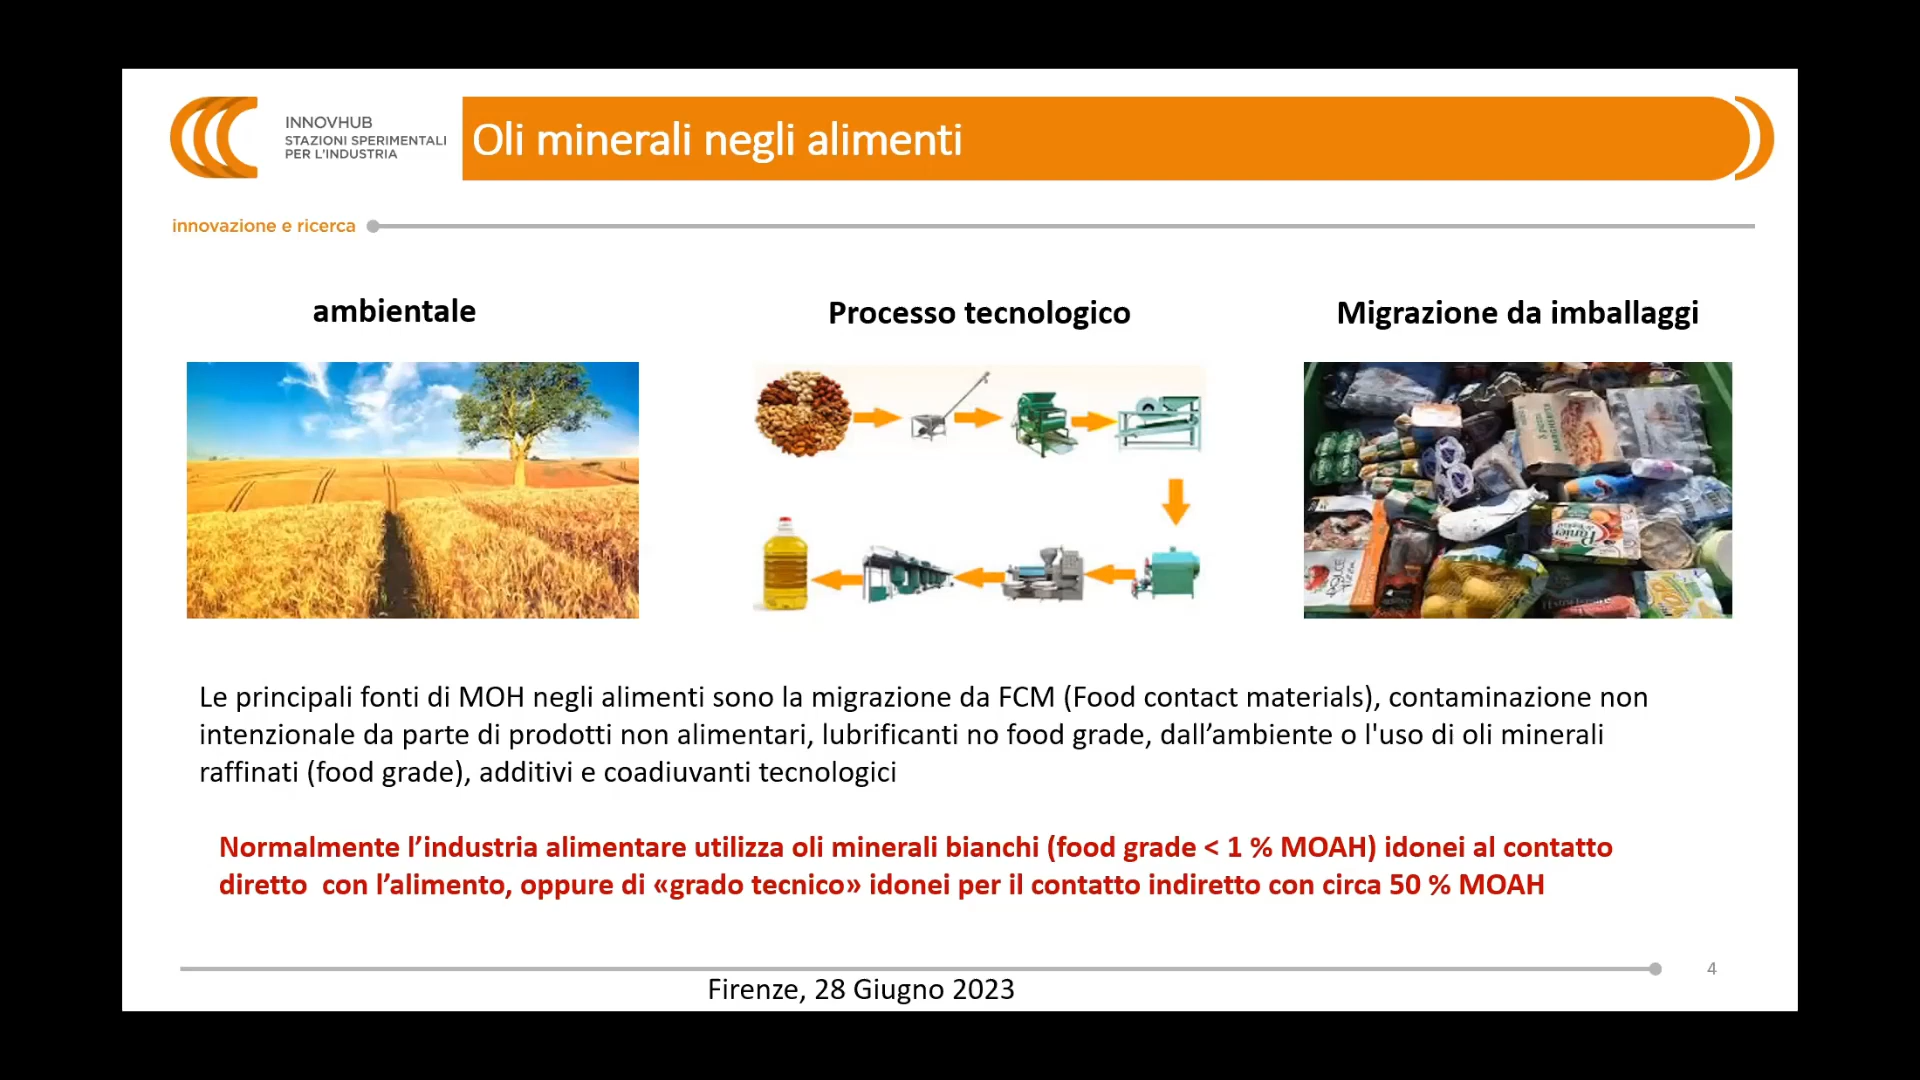 INNOVHUB
STAZIONI SPERIMENTALI
PER L'INDUSTRIA
Oli minerali negli alimenti
innovazione e ricerca
ambientale
Processo tecnologico
Migrazione da imballaggi
Le principali fonti di MOH negli alimenti sono la migrazione da FCM (Food contact materials), contaminazione non
intenzionale da parte di prodotti non alimentari, lubrificanti no food grade, dall’ambiente o l'uso di oli minerali
raffinati (food grade), additivi e coadiuvanti tecnologici
Normalmente l’industria alimentare utilizza oli minerali bianchi (food grade < 1 % MOAH) idonei al contatto
diretto con l’alimento, oppure di «grado tecnico» idonei per il contatto indiretto con circa 50 % MOAH
4
Firenze, 28 Giugno 2023